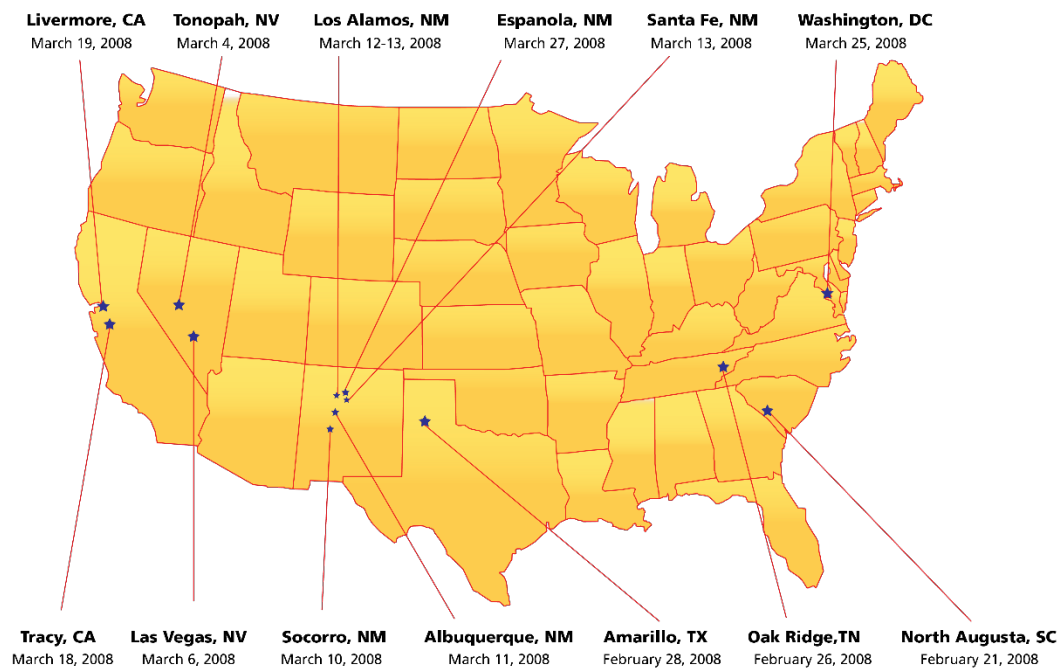 Livermore, CA
March 19, 2008
Tonopah, NV
March 4, 2008
Los Alamos, NM
March 12-13, 2008
Espanola, NM
March 27, 2008
Santa Fe, NM
March 13, 2008
Washington, DC
March 25, 2008
Tracy, CA
March 18, 2008
Las Vegas, NV
March 6, 2008
Socorro, NM
March 10, 2008
Albuquerque, NM
March 11, 2008
Amarillo, TX
February 28, 2008
Oak Ridge,TN
February 26, 2008
North Augusta, SC
February 21, 2008